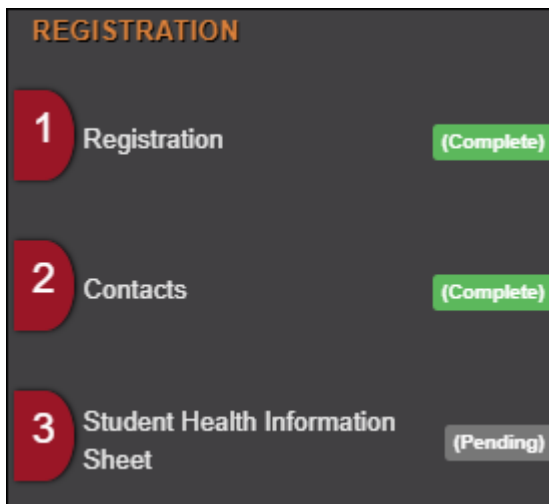 REGISTRATION
1 Registration (Complete)
2 Contacts (Complete)
3 Student Health Information
Sheet (Pending)